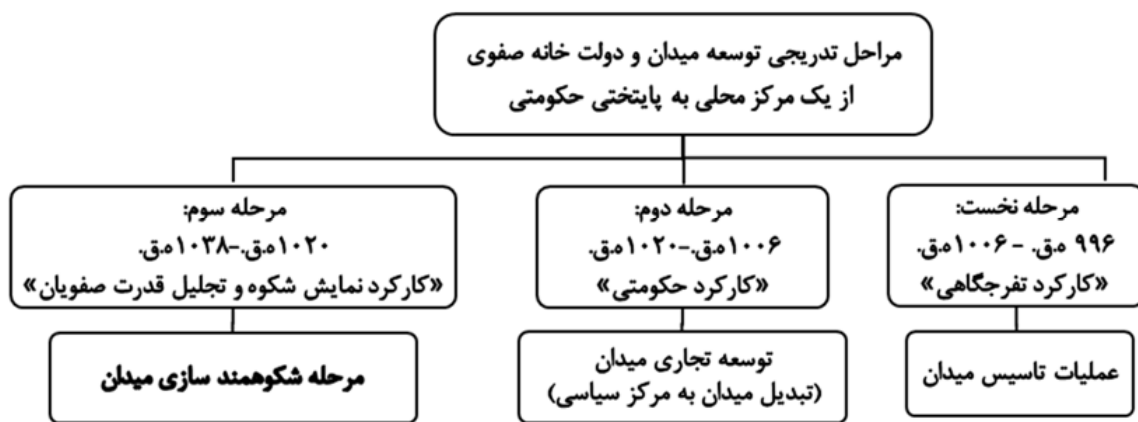 مراحل تدریجی توسعه میدان و دولت خانه صفوی
از یک مرکز محلی به پایتختی حکومتی
مرحله نخست:
۹۹۶ ه.ق. - ۱۰۰۶ه.ق.
«کارکرد تفرجگاهی»
عملیات تاسیس میدان
مرحله دوم:
۱۰۰۶ه.ق.-۱۰۲۰ه.ق.
«کارکرد حکومتی»
توسعه تجاری میدان
(تبدیل میدان به مرکز سیاسی)
مرحله سوم:
۱۰۲۰ه.ق.-۱۰۳۸ه.ق.
«کارکرد نمایش شکوه و تجلیل قدرت صفویان»
مرحله شکوهمند سازی میدان